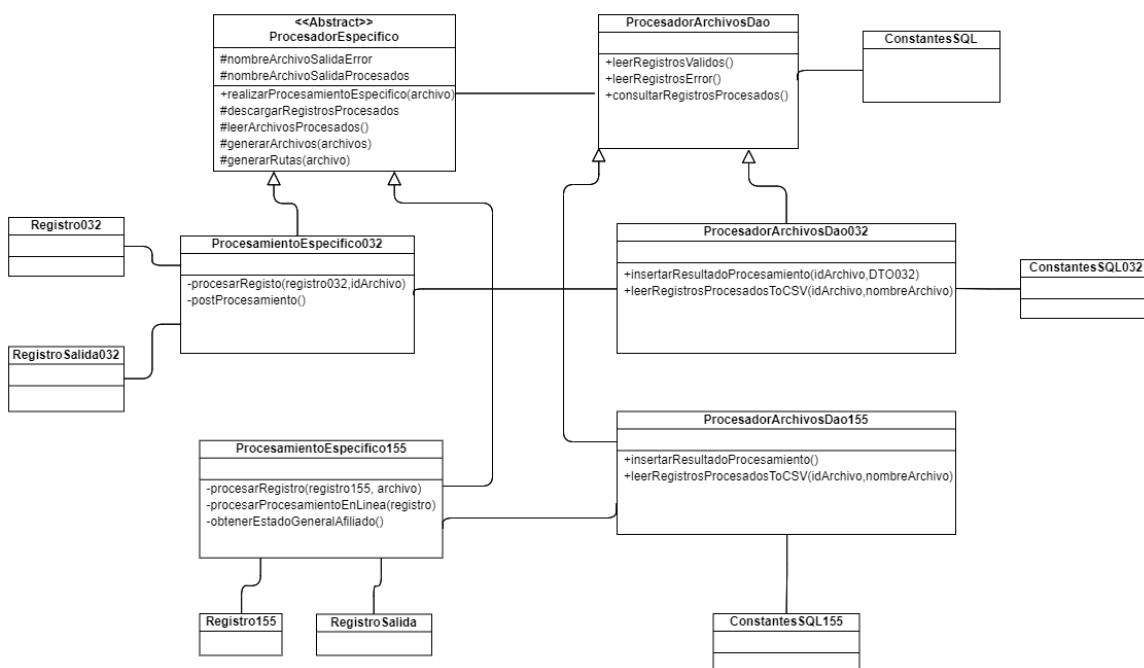 <<Abstract>>
ProcesadorEspecifico
#nombreArchivoSalidaError
#nombreArchivoSalidaProcesados
+realizarProcesamientoEspecifico(archivo)
#descargarRegistrosProcesados
#leerArchivosProcesados()
#generarArchivos(archivos)
#generarRutas(archivo)
ProcesadorArchivosDao
+leerRegistrosValidos()
+leerRegistrosError()
+consultarRegistrosProcesados()
ConstantesSQL
Registro032
ProcesamientoEspecifico032
-procesarRegisto(registro032,idArchivo)
-postProcesamiento()
ProcesadorArchivosDao032
+insertarResultadoProcesamiento(idArchivo,DTO032)
+leerRegistrosProcesadosToCSV(idArchivo,nombreArchivo)
ConstantesSQL032
RegistroSalida032
ProcesamientoEspecifico155
-procesarRegistro(registro155, archivo)
-procesarProcesamientoEnLinea(registro)
-obtenerEstadoGeneralAfiliado()
ProcesadorArchivosDao155
+insertarResultadoProcesamiento()
+leerRegistrosProcesadosToCSV(idArchivo,nombreArchivo)
Registro155
RegistroSalida
ConstantesSQL155